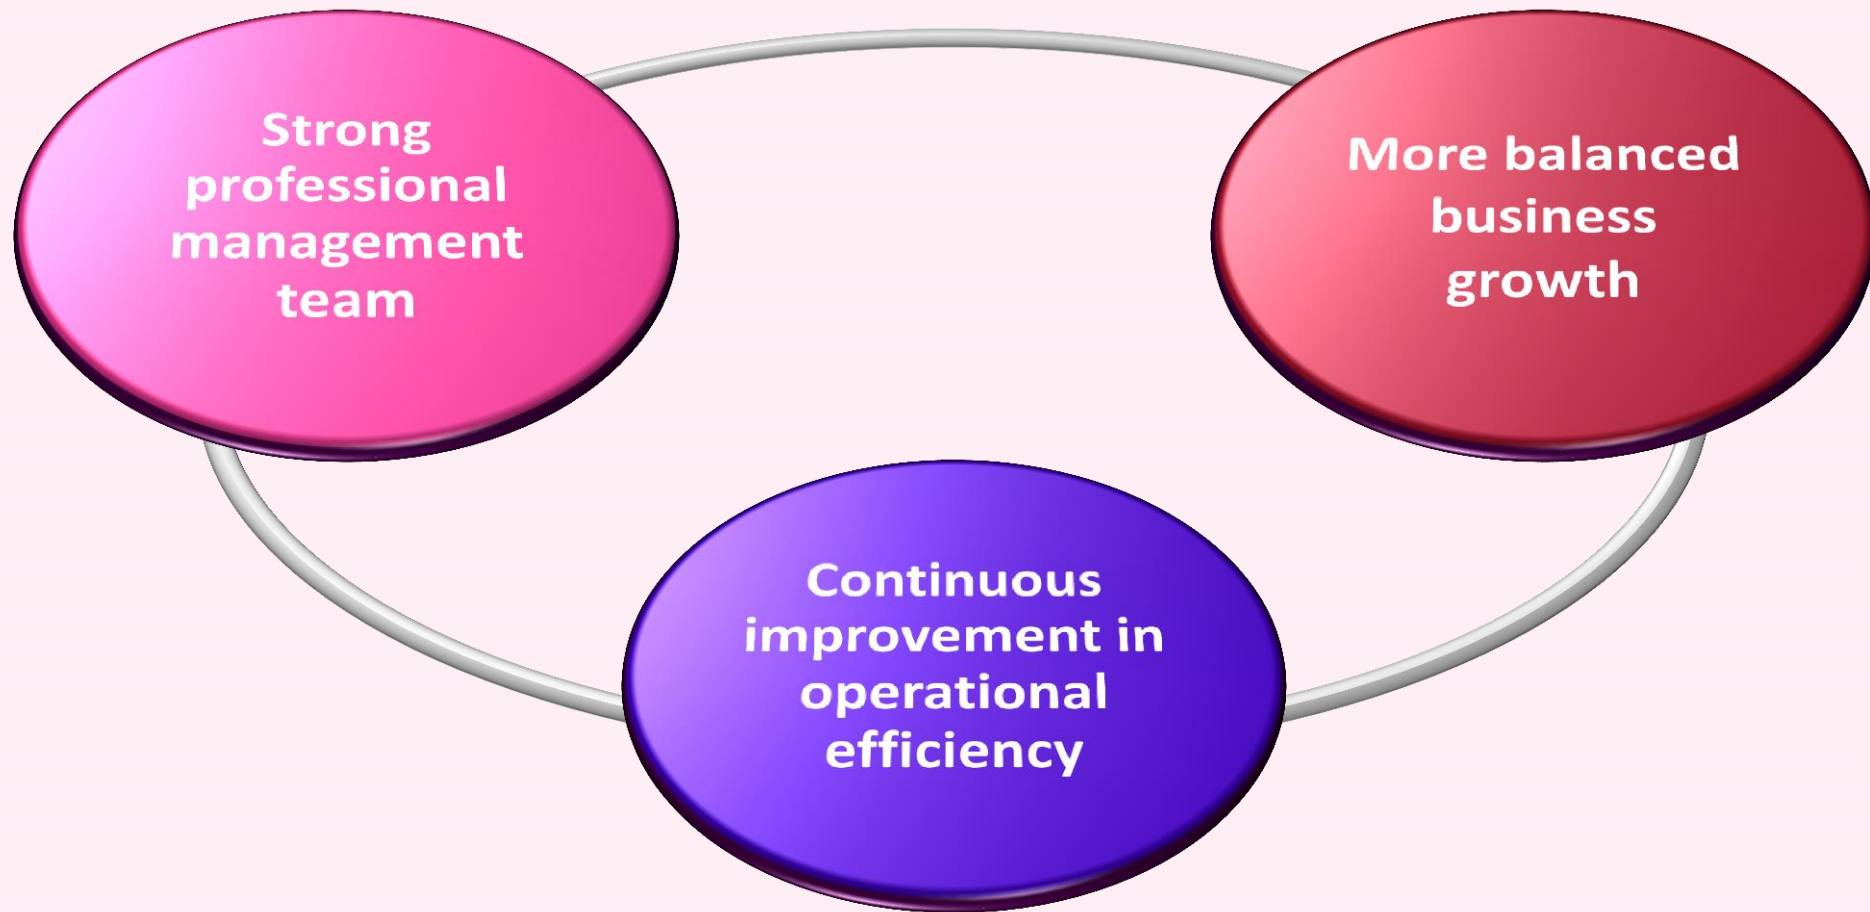 Strong
professional
management
team
More balanced
business
growth
Continuous
improvement in
operational
efficiency